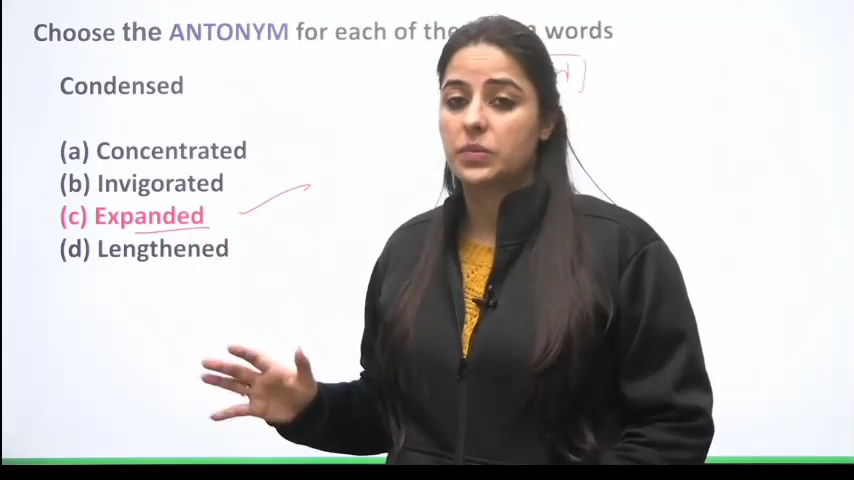 Choose the ANTONYM for each of the words
Condensed
(a) Concentrated
(b) Invigorated
(c) Expanded
(d) Lengthened